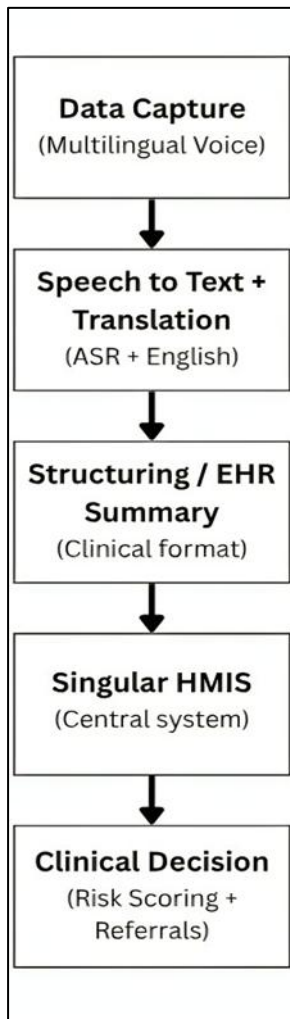 Data Capture
(Multilingual Voice)
Speech to Text +
Translation
(ASR + English)
Structuring / EHR
Summary
(Clinical format)
Singular HMIS
(Central system)
Clinical Decision
(Risk Scoring +
Referrals)